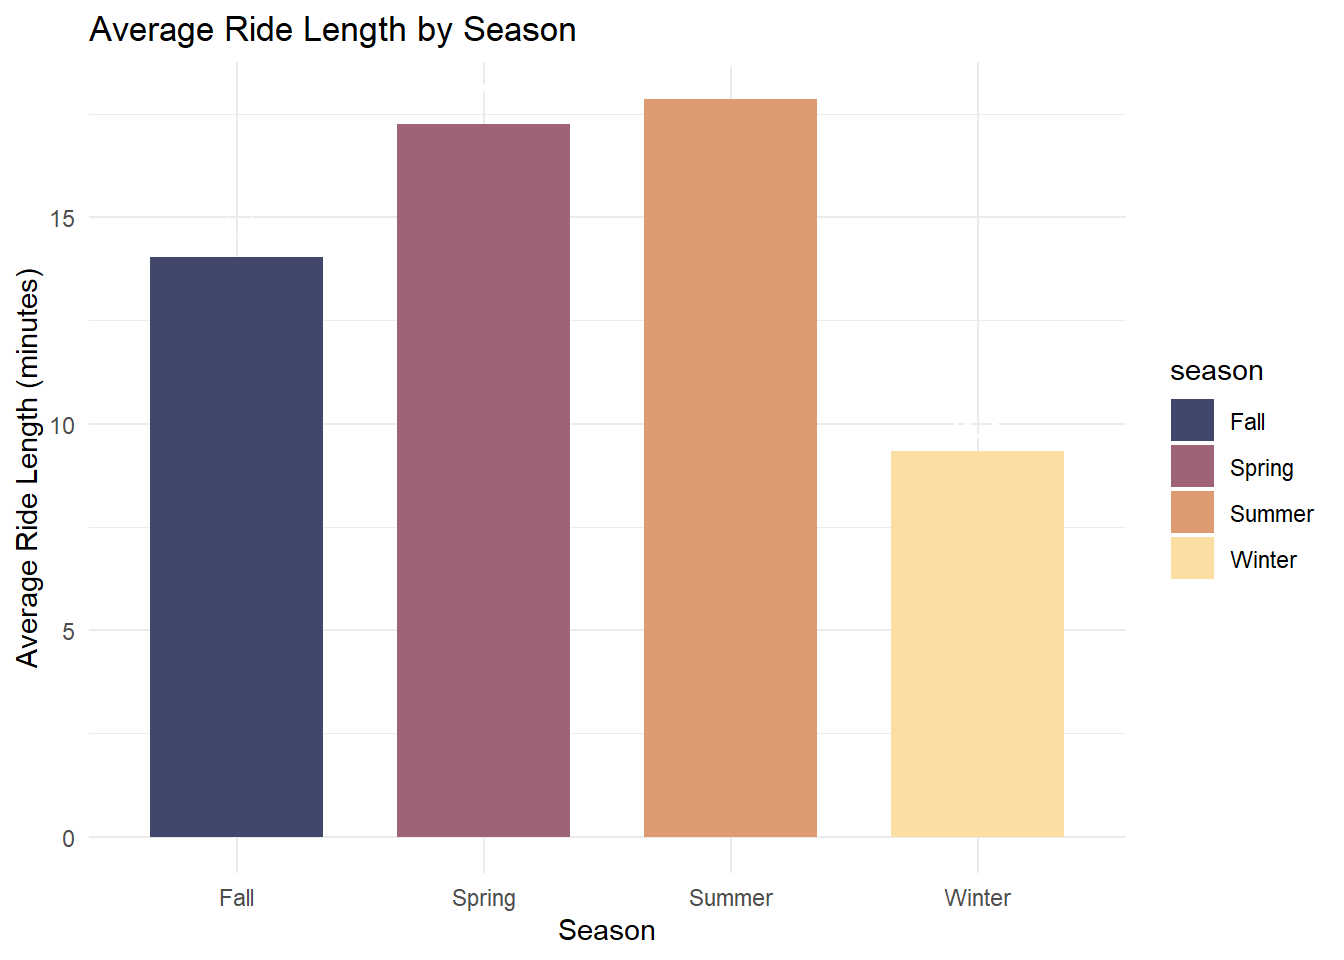 Average Ride Length by Season
Average Ride Length (minutes)
15
10
5
0
Fall
Spring
Summer
Winter
Season
season
Fall
Spring
Summer
Winter